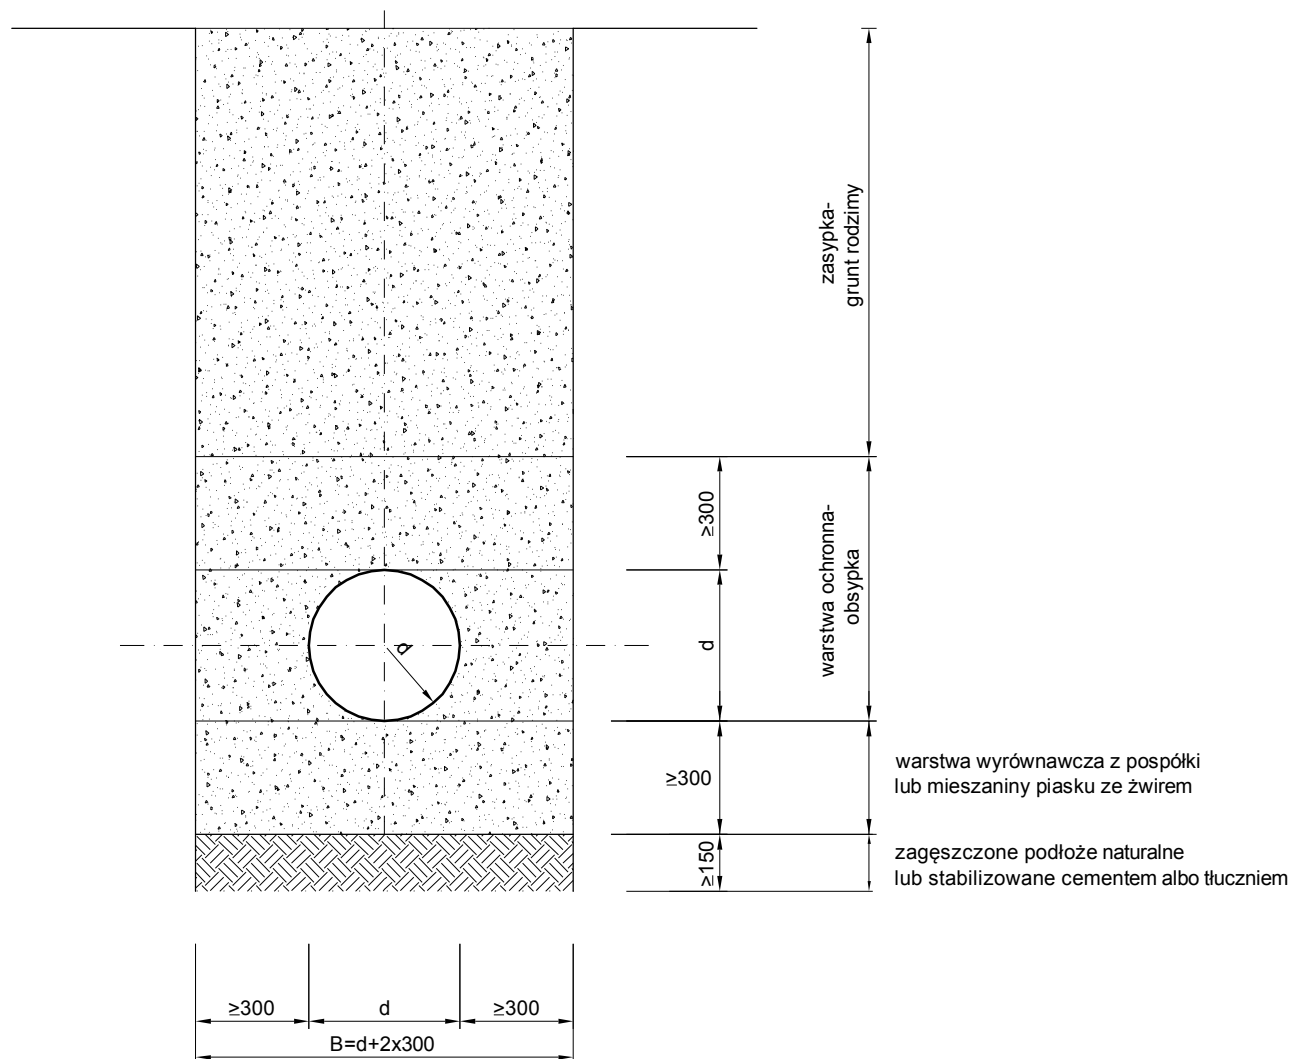 zasypka-
grunt rodzimy
≥300
warstwa ochronna-
obsypka
d
d
≥300
warstwa wyrównawcza z pospółki
lub mieszaniny piasku ze żwirem
≥150
zagęszczone podłoże naturalne
lub stabilizowane cementem albo tłuczniem
≥300
d
≥300
B=d+2x300